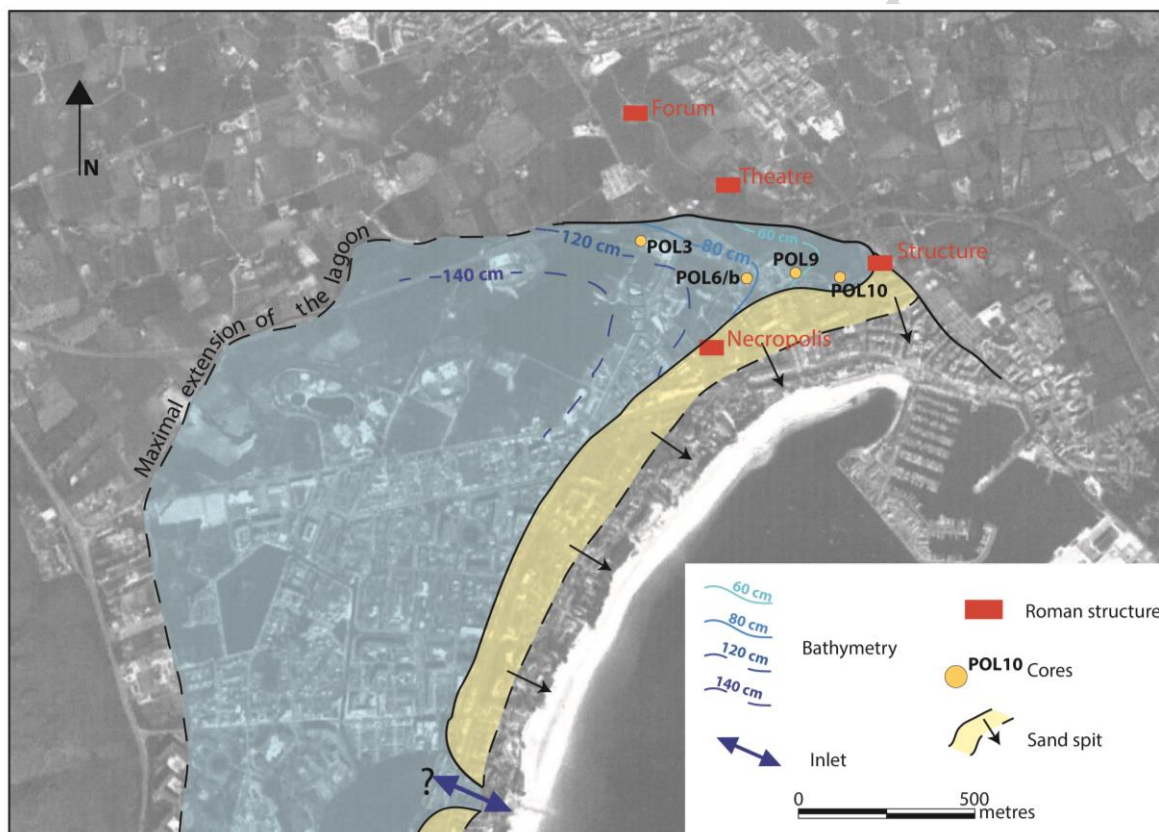 N
Forum
Theatre
Structure
Necropolis
Maximal extension of the lagoon
120 cm
140 cm
80 cm
60 cm
POL3
POL6/b
POL9
POL10
?
60 cm
80 cm
120 cm
140 cm
Bathymetry
Inlet
Roman structure
POL10 Cores
Sand spit
0 500
metres